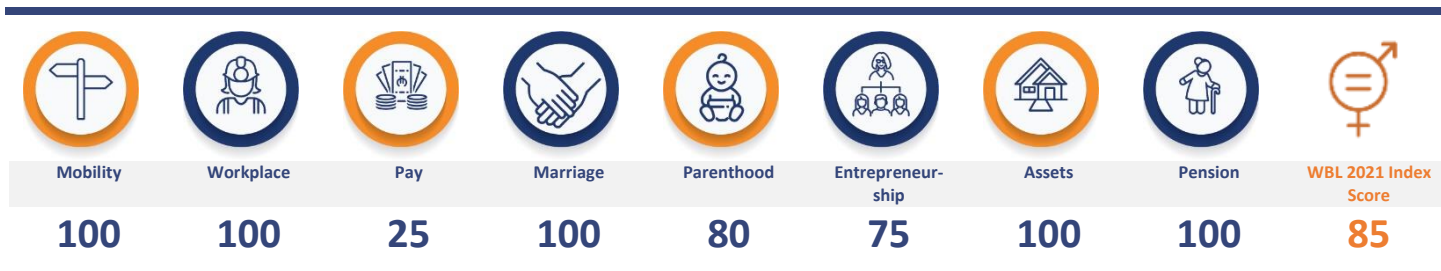 Mobility Workplace Pay Marriage Parenthood Entrepreneur- Assets Pension WBL 2021 Index
ship Score
100 100 25 100 80 75 100 100 85